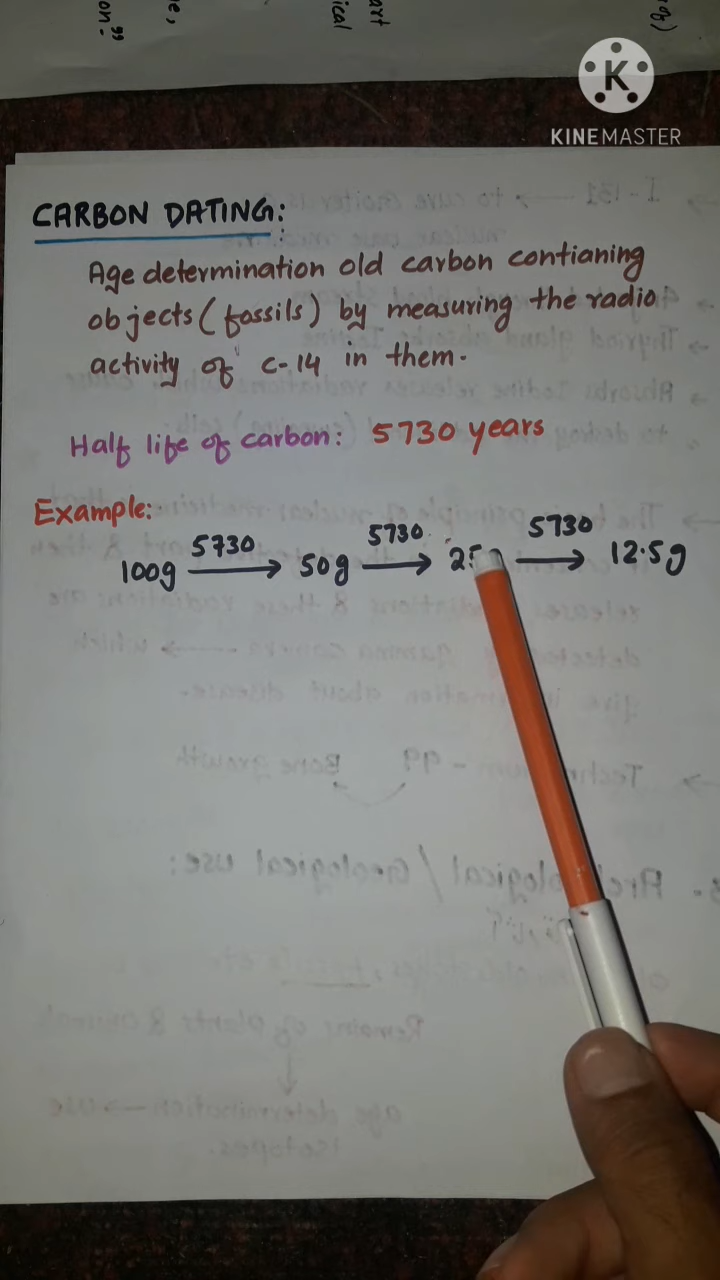 KINEMASTER
CARBON DATING:
Age determination old carbon contianing
objects (fossils) by measuring the radio
activity of C-14 in them.
Half life of carbon: 5730 years
Example:
100g 5730 → 50g 5730 → 5730 → 12.5g